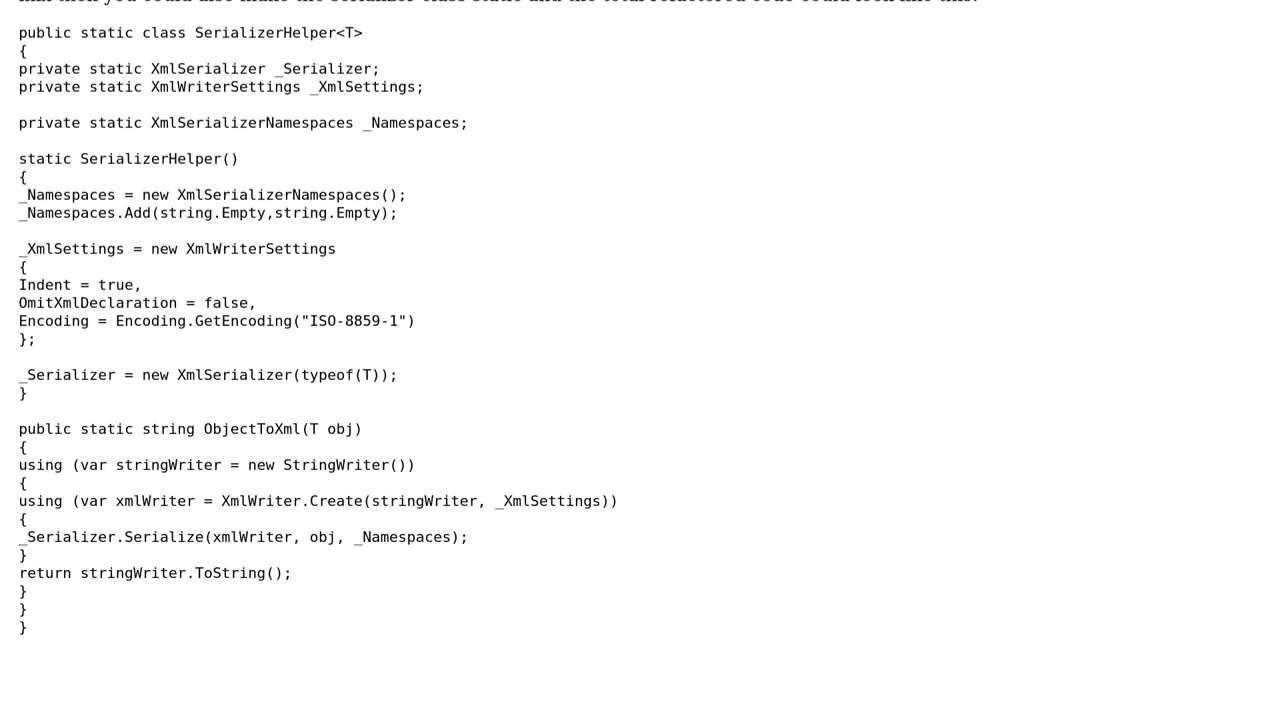 public static class SerializerHelper<T>
{
private static XmlSerializer _Serializer;
private static XmlWriterSettings _XmlSettings;
private static XmlSerializerNamespaces _Namespaces;
static SerializerHelper()
{
_Namespaces = new XmlSerializerNamespaces();
_Namespaces.Add(string.Empty,string.Empty);
_XmlSettings = new XmlWriterSettings
{
Indent = true,
OmitXmlDeclaration = false,
Encoding = Encoding.GetEncoding("ISO-8859-1")
};
_Serializer = new XmlSerializer(typeof(T));
}
public static string ObjectToXml(T obj)
{
using (var stringWriter = new StringWriter())
{
using (var xmlWriter = XmlWriter.Create(stringWriter, _XmlSettings))
{
_Serializer.Serialize(xmlWriter, obj, _Namespaces);
}
return stringWriter.ToString();
}
}
}